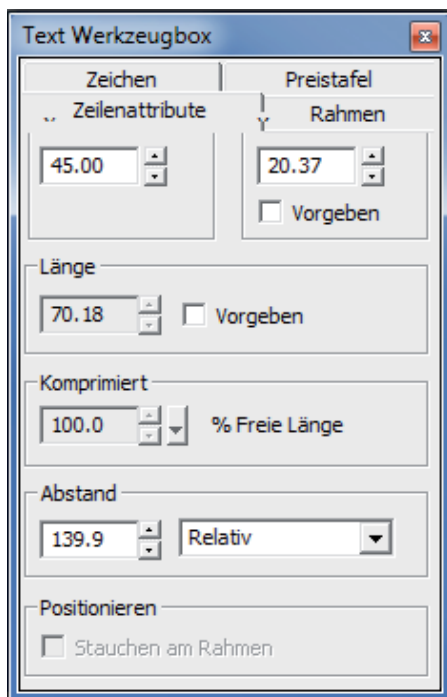 Text Werkzeugbox
Zeichen
Preistafel
Zeilenattribute
Rahmen
45.00
20.37
Vorgeben
Länge
70.18
Vorgeben
Komprimiert
100.0
% Freie Länge
Abstand
139.9
Relativ
Positionieren
Stauchen am Rahmen